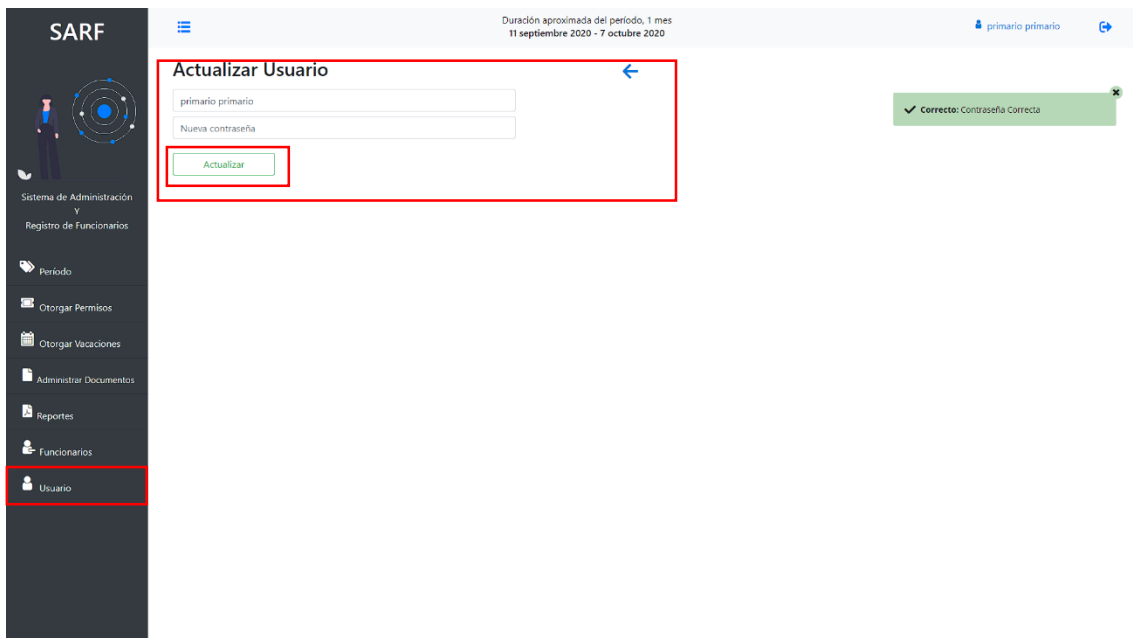 SARF
Sistema de Administración
Y
Registro de Funcionarios
Período
Otorgar Permisos
Otorgar Vacaciones
Administrar Documentos
Reportes
Funcionarios
Usuario
Duración aproximada del período, 1 mes
11 septiembre 2020 - 7 octubre 2020
primario primario
Actualizar Usuario
primario primario
Nueva contraseña
Actualizar
Correcto: Contraseña Correcta